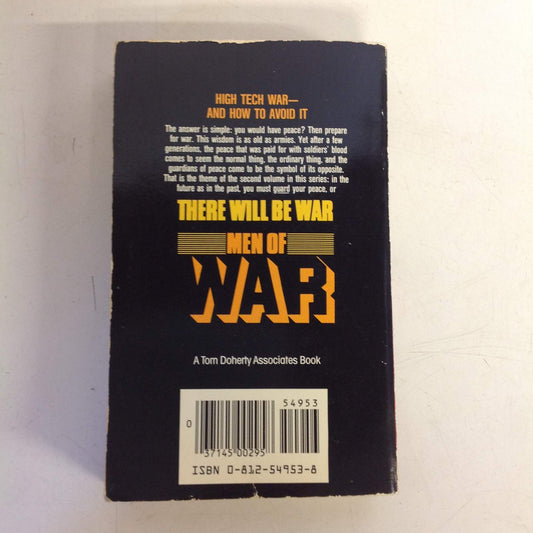 HIGH TECH WAR—
AND HOW TO AVOID IT
The answer is simple: you would have peace? Then prepare
for war. This wisdom is as old as armies. Yet after a few
generations, the peace that was paid for with soldiers' blood
comes to seem the normal thing, the ordinary thing, and the
guardians of peace come to be the symbol of its opposite.
That is the theme of the second volume in this series: in the
future as in the past, you must guard your peace, or
THERE WILL BE WAR
MEN OF
WAR
A Tom Doherty Associates Book
54953
0
37145 00295
ISBN 0-812-54953-8